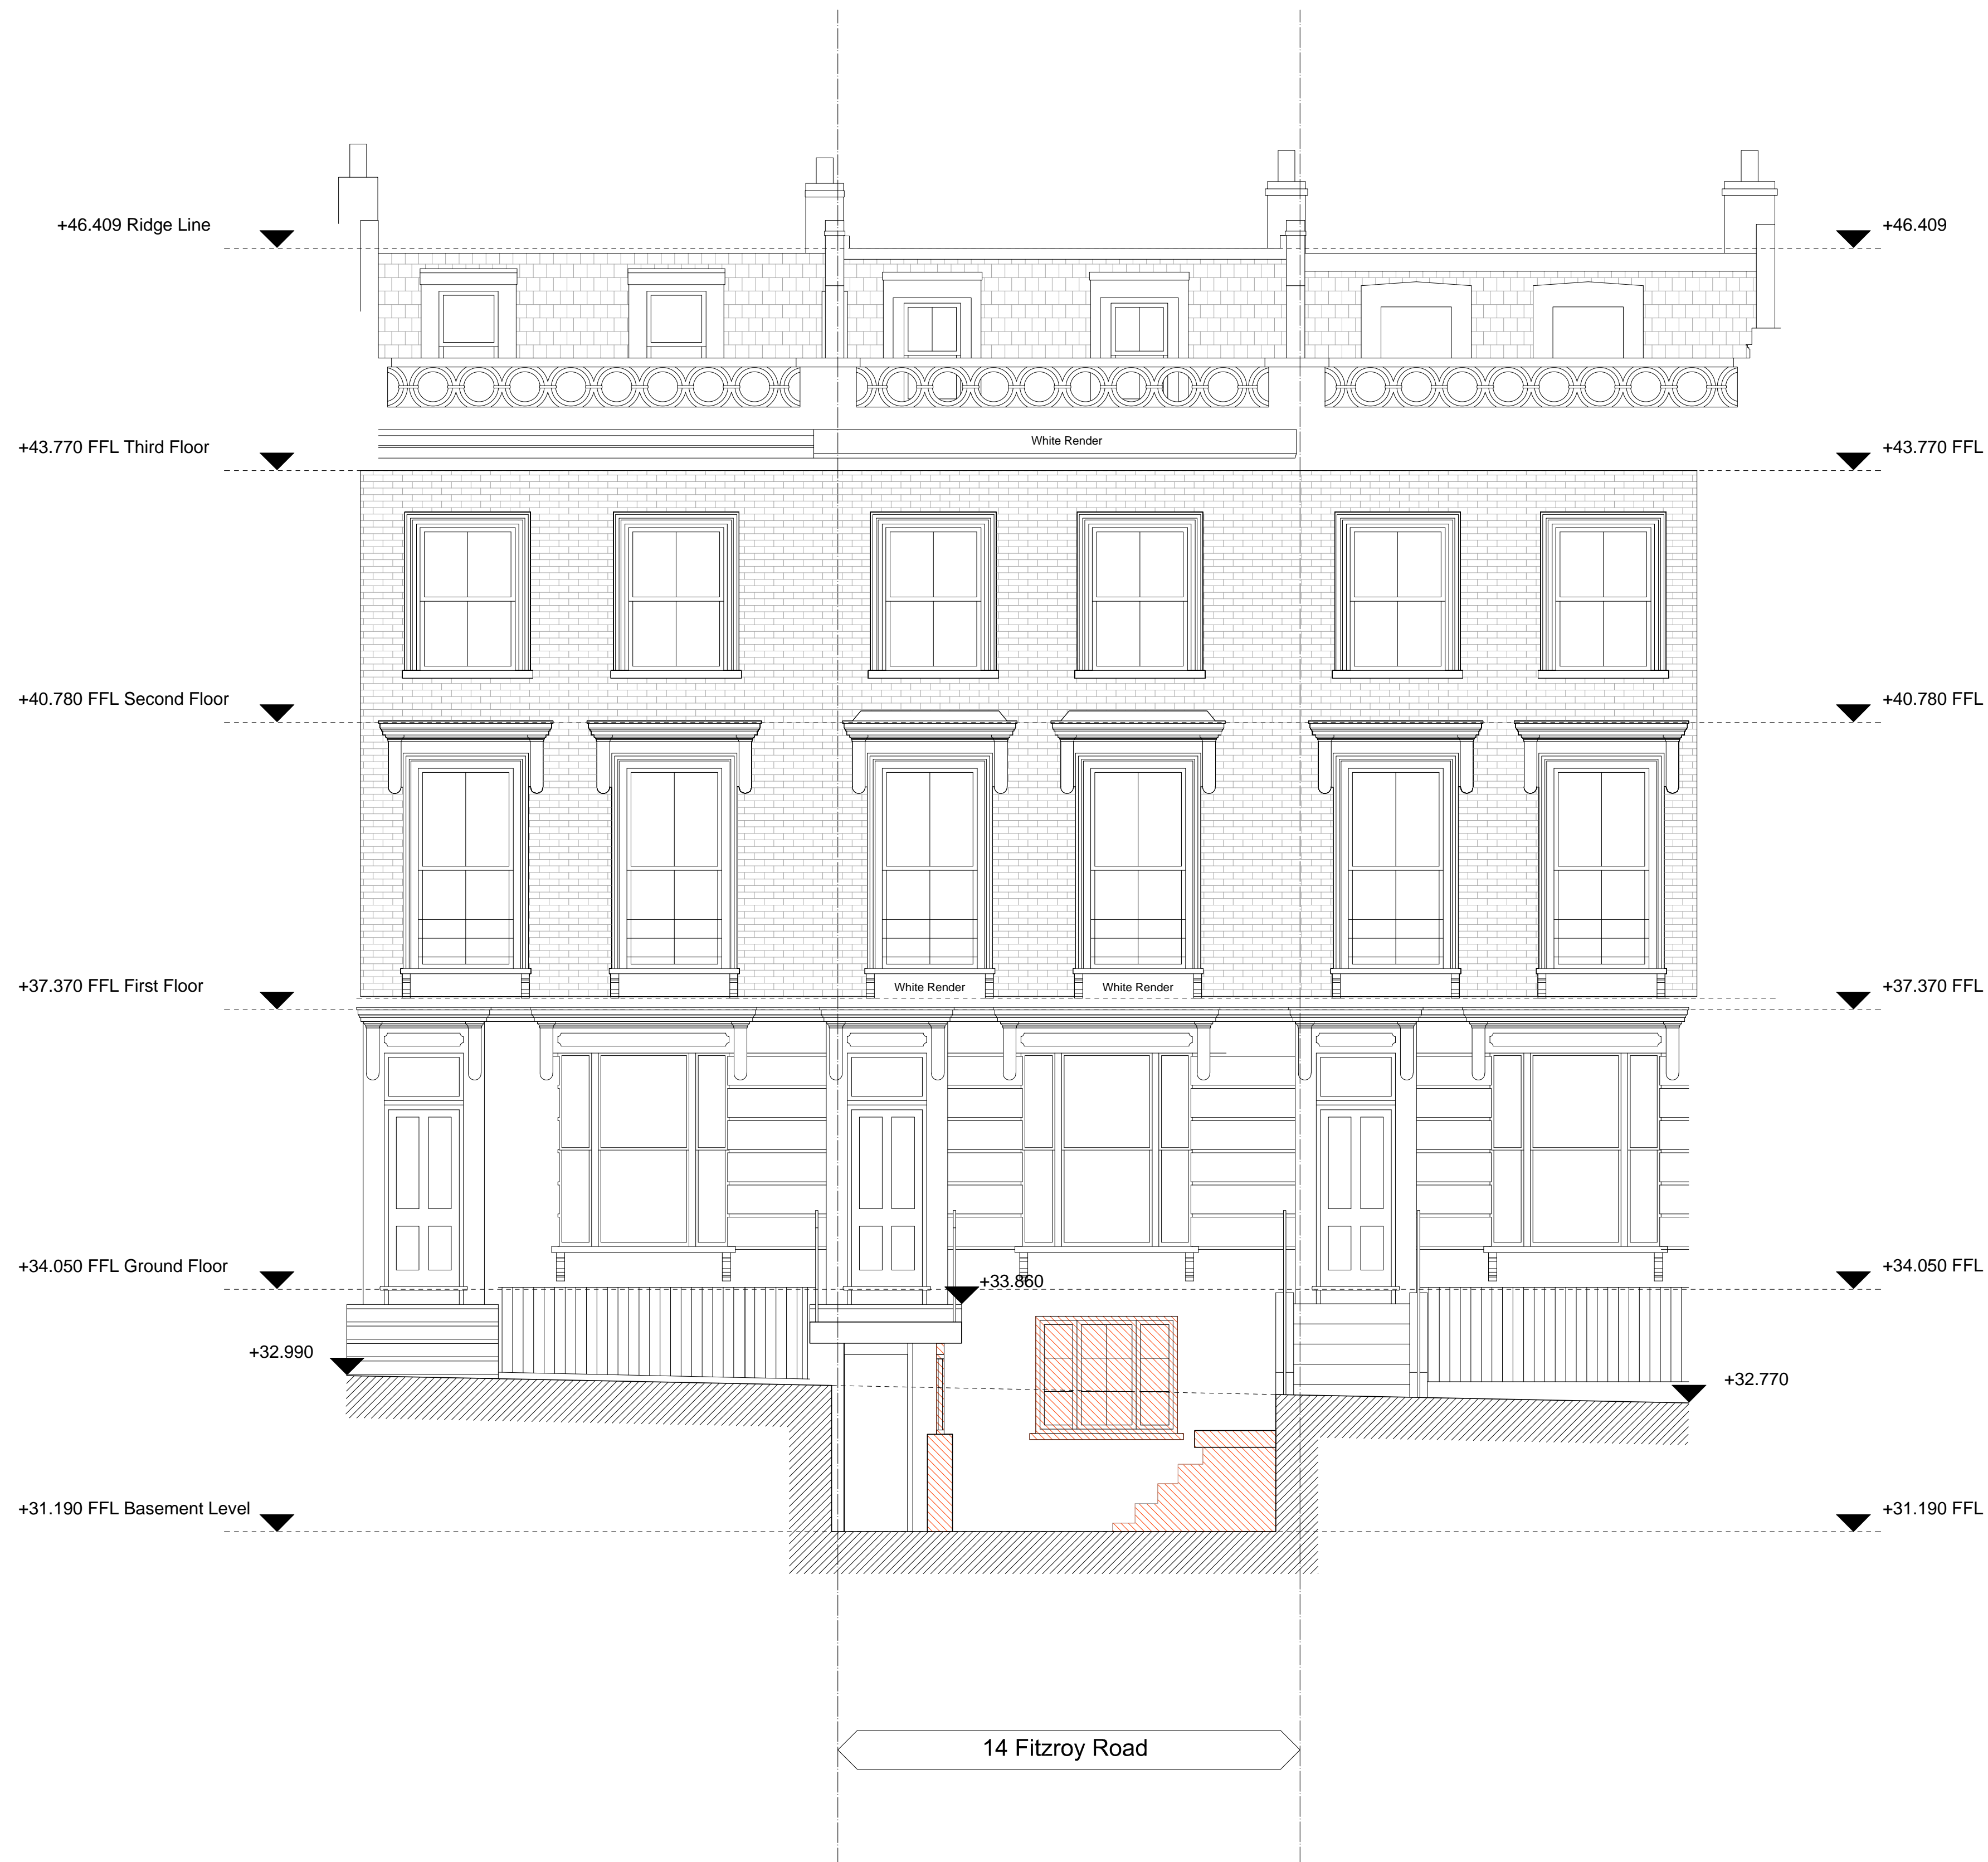 +46.409 Ridge Line
+46.409
White Render
+43.770 FFL Third Floor
+43.770 FFL
+40.780 FFL Second Floor
+40.780 FFL
+37.370 FFL First Floor
White Render
White Render
+37.370 FFL
+34.050 FFL Ground Floor
+34.050 FFL
+33.860
+32.990
+32.770
+31.190 FFL Basement Level
+31.190 FFL
14 Fitzroy Road